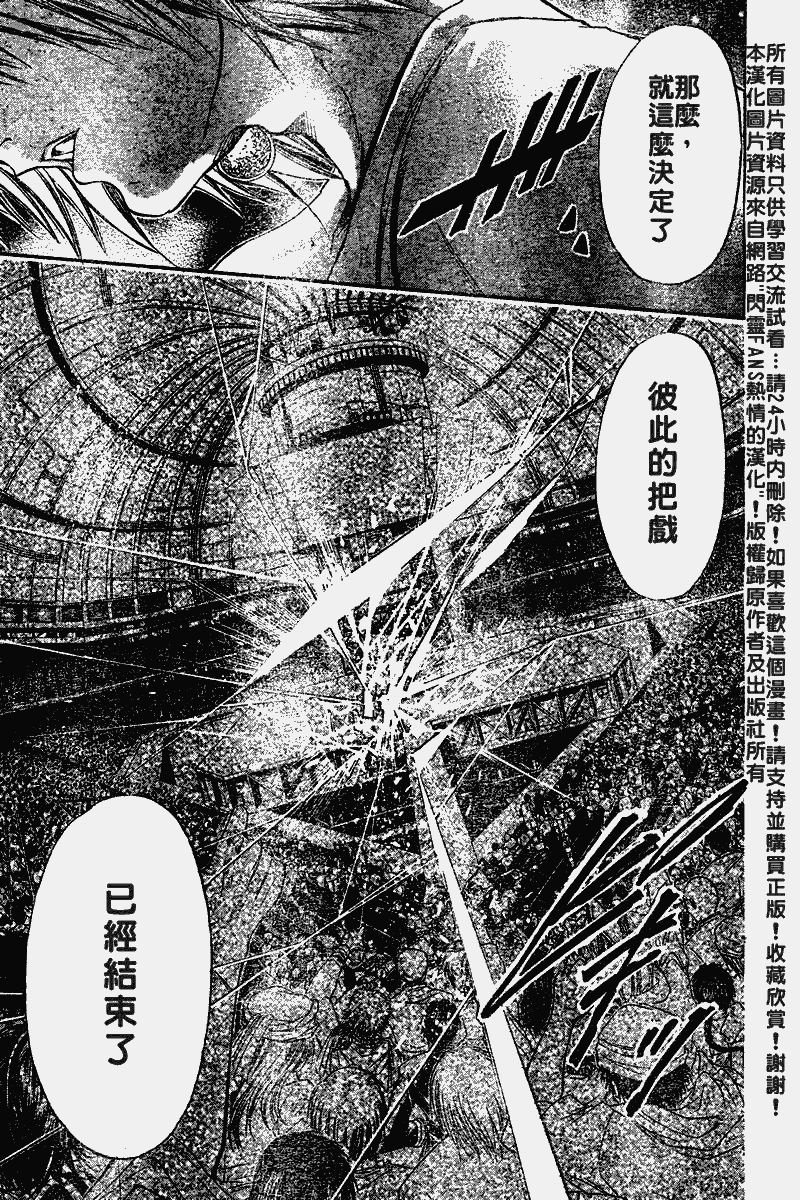 那麼，
就這麼決定了
彼此的把戲
已經結束了
所有圖片資料只供學習交流試看…請24小時內刪除！如果喜歡這個漫畫！請支持並購買正版！收藏欣賞！謝謝！
本漢化圖片資源來自網路"閃靈FANS熱情的漢化"！版權歸原作者及出版社所有